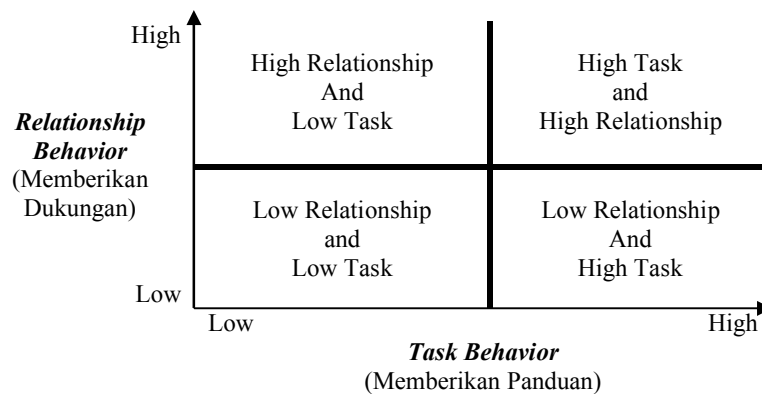 High
High Relationship
And
Low Task
High Task
and
High Relationship
Relationship
Behavior
(Memberikan
Dukungan)
Low Relationship
and
Low Task
Low Relationship
And
High Task
Low
Low
High
Task Behavior
(Memberikan Panduan)